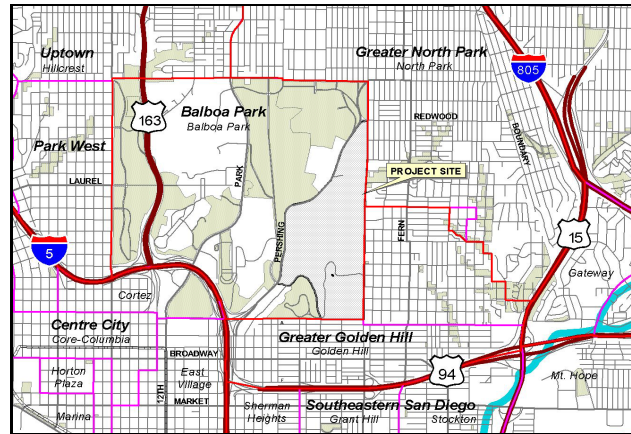 Uptown
Hillcrest
Greater North Park
North Park
805
163
Balboa Park
Balboa Park
REDWOOD
BOUNDARY
Park West
LAUREL
PARK
PROJECT SITE
PERSHING
FERN
15
5
Gateway
Cortez
Centre City
Core-Columbia
Greater Golden Hill
Golden Hill
BROADWAY
94
Horton
Plaza
East
Village
12TH
MARKET
Mt. Hope
Marina
Sherman
Heights
Southeastern San Diego
Grant Hill
Stockton